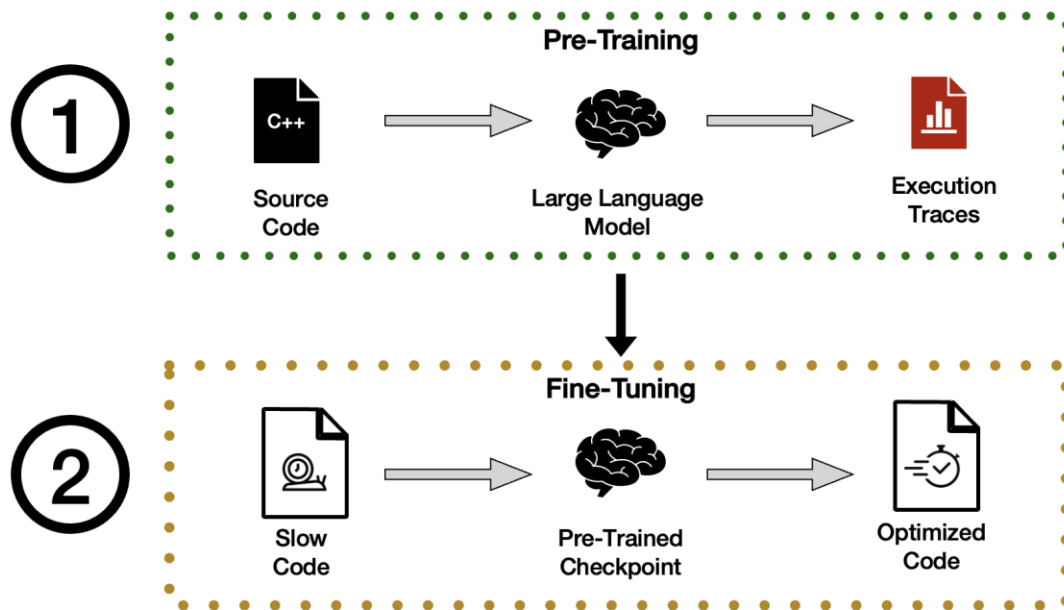 1
Pre-Training
C++
Source
Code
Large Language
Model
Execution
Traces
2
Fine-Tuning
Slow
Code
Pre-Trained
Checkpoint
Optimized
Code